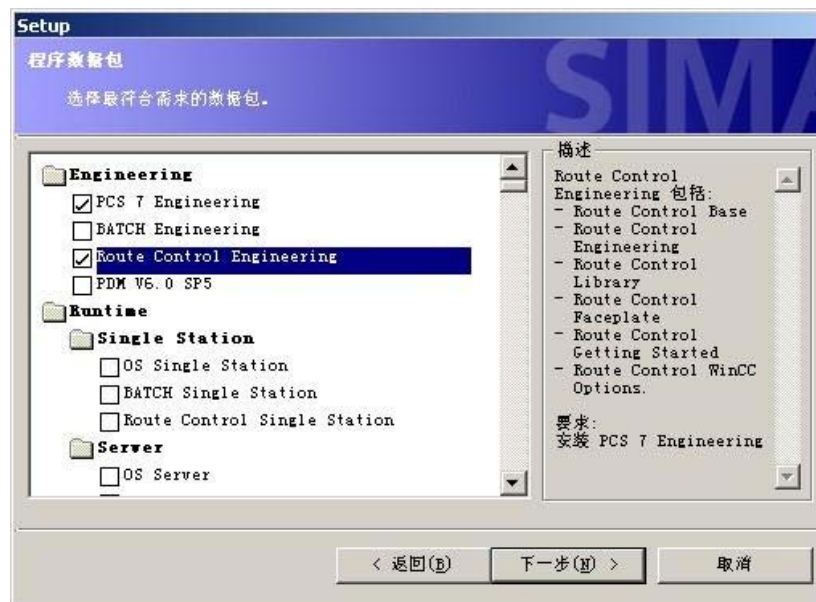 Setup
程序数据包
选择最符合需求的数据包.
SIMA
Engineering
PCS 7 Engineering
BATCH Engineering
Route Control Engineering
PDM V6.0 SP5
Runtime
Single Station
OS Single Station
BATCH Single Station
Route Control Single Station
Server
OS Server
描述
Route Control
Engineering 包括:
- Route Control Base
- Route Control
Engineering
- Route Control
Library
- Route Control
Faceplate
- Route Control
Getting Started
- Route Control WinCC
Options.
要求:
安装 PCS 7 Engineering
< 返回(B)
下一步(N) >
取消